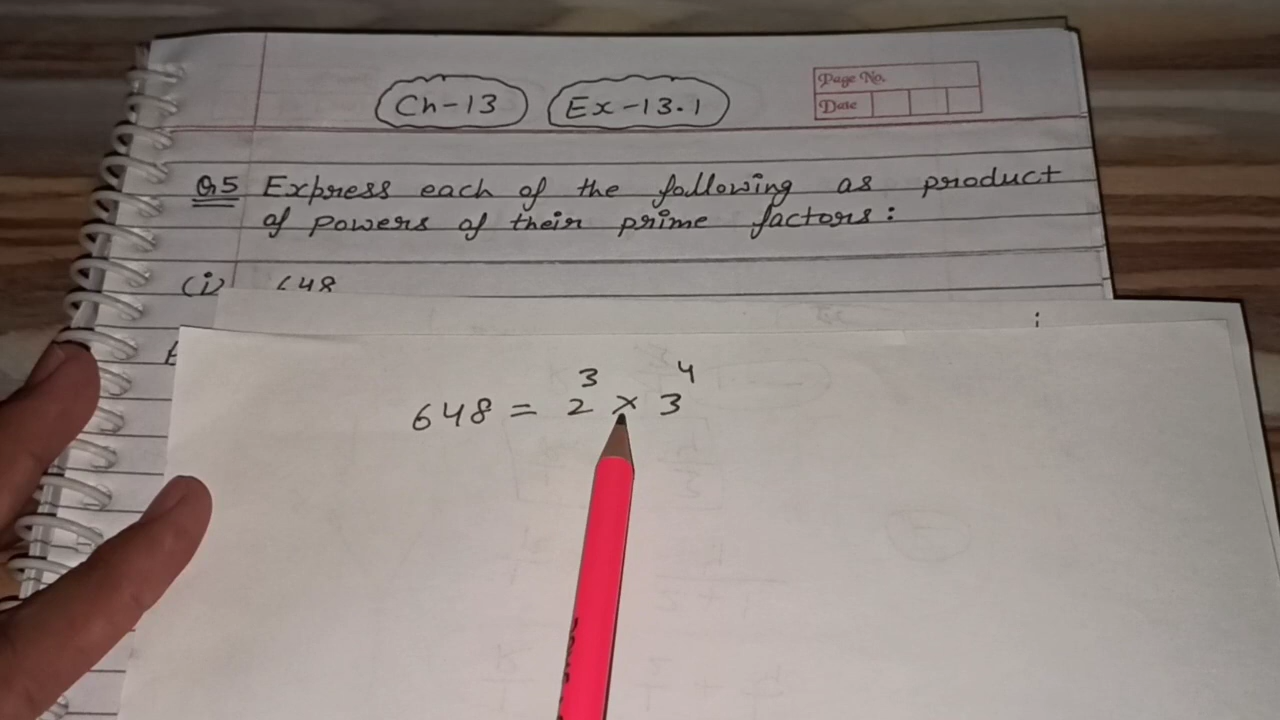 Ch-13 Ex-13.1
Page No.
Date
Q5 Express each of the following as product
of powers of their prime factors:
(i) 648
648 = 2³ × 3⁴